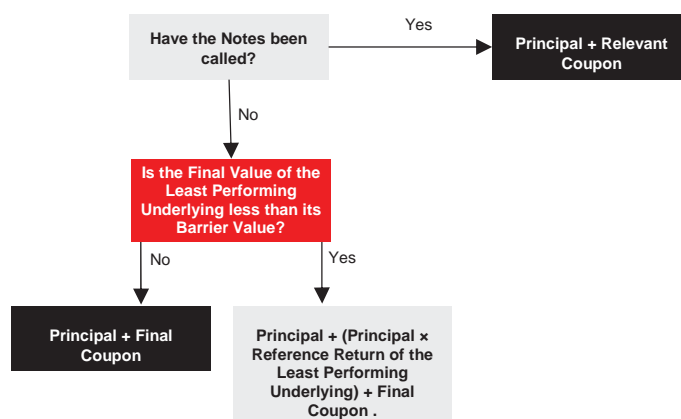 Have the Notes been
called?
Yes
Principal + Relevant
Coupon
No
Is the Final Value of the
Least Performing
Underlying less than its
Barrier Value?
No
Yes
Principal + Final
Coupon
Principal + (Principal ×
Reference Return of the
Least Performing
Underlying) + Final
Coupon .